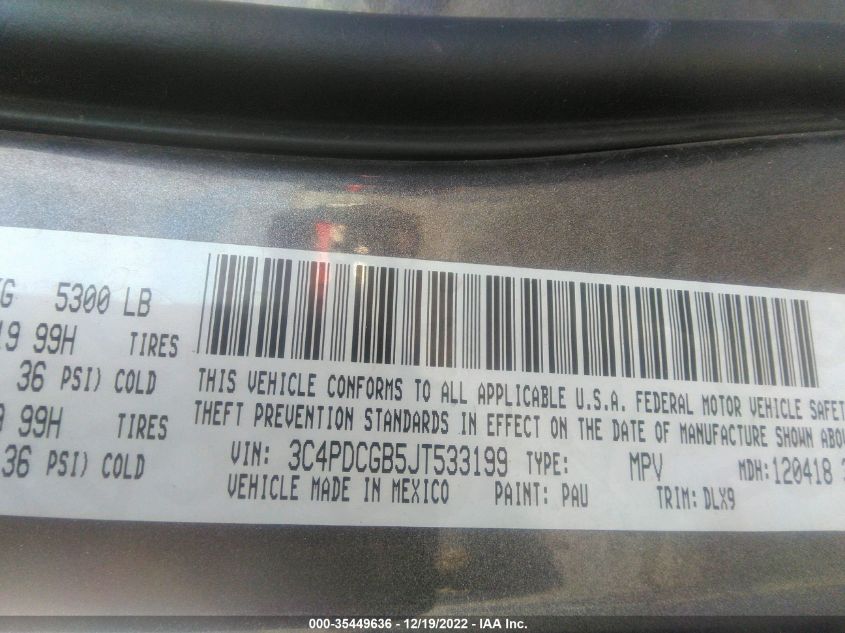 KG 5300 LB
19 99H TIRES
36 PSI) COLD
99H TIRES
36 PSI) COLD
THIS VEHICLE CONFORMS TO ALL APPLICABLE U.S.A. FEDERAL MOTOR VEHICLE SAFET
THEFT PREVENTION STANDARDS IN EFFECT ON THE DATE OF MANUFACTURE SHOWN ABO
VIN: 3C4PDCGB5JT533199 TYPE: MPV MDH:120418
VEHICLE MADE IN MEXICO PAINT: PAU TRIM: DLX9
000-35449636 - 12/19/2022 - IAA Inc.